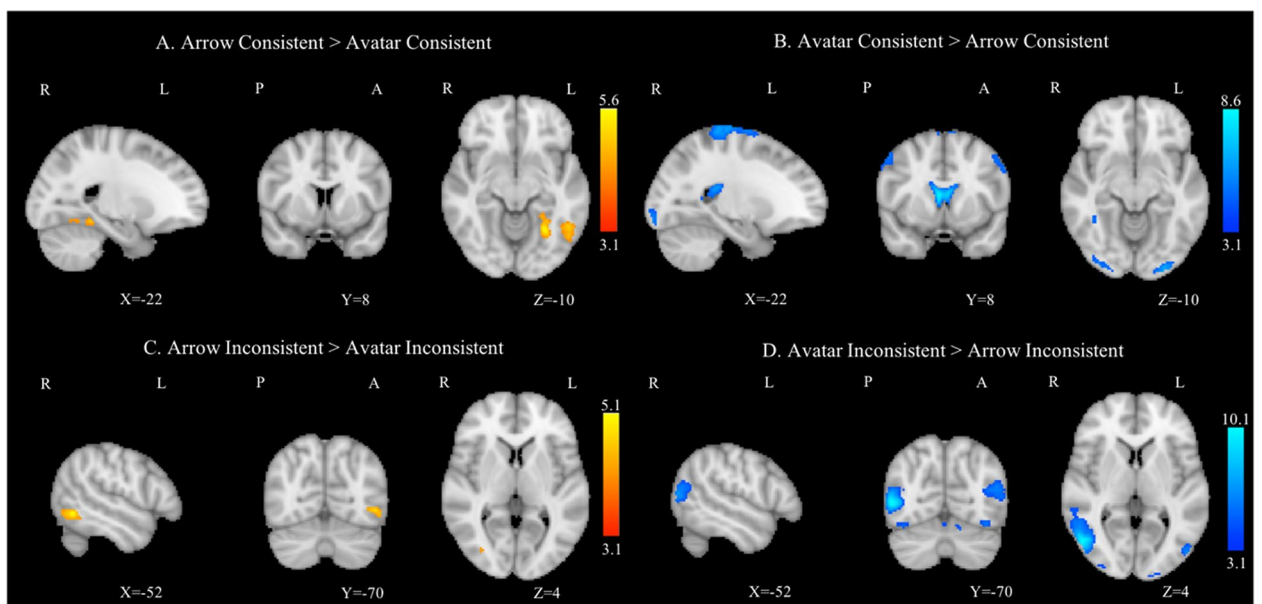 A. Arrow Consistent > Avatar Consistent
R L P A R L
5.6
3.1
X=-22 Y=8 Z=-10
B. Avatar Consistent > Arrow Consistent
R L P A R L
8.6
3.1
X=-22 Y=8 Z=-10
C. Arrow Inconsistent > Avatar Inconsistent
R L P A R L
5.1
3.1
X=-52 Y=-70 Z=4
D. Avatar Inconsistent > Arrow Inconsistent
R L P A R L
10.1
3.1
X=-52 Y=-70 Z=4